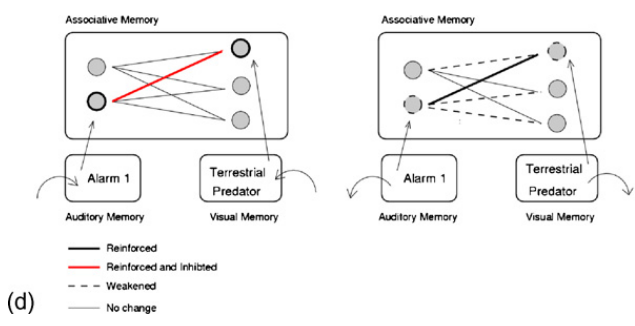 Associative Memory
Associative Memory
Alarm 1
Terrestrial
Predator
Alarm 1
Terrestrial
Predator
Auditory Memory
Visual Memory
Auditory Memory
Visual Memory
Reinforced
Reinforced and Inhibted
Weakened
No change
(d)